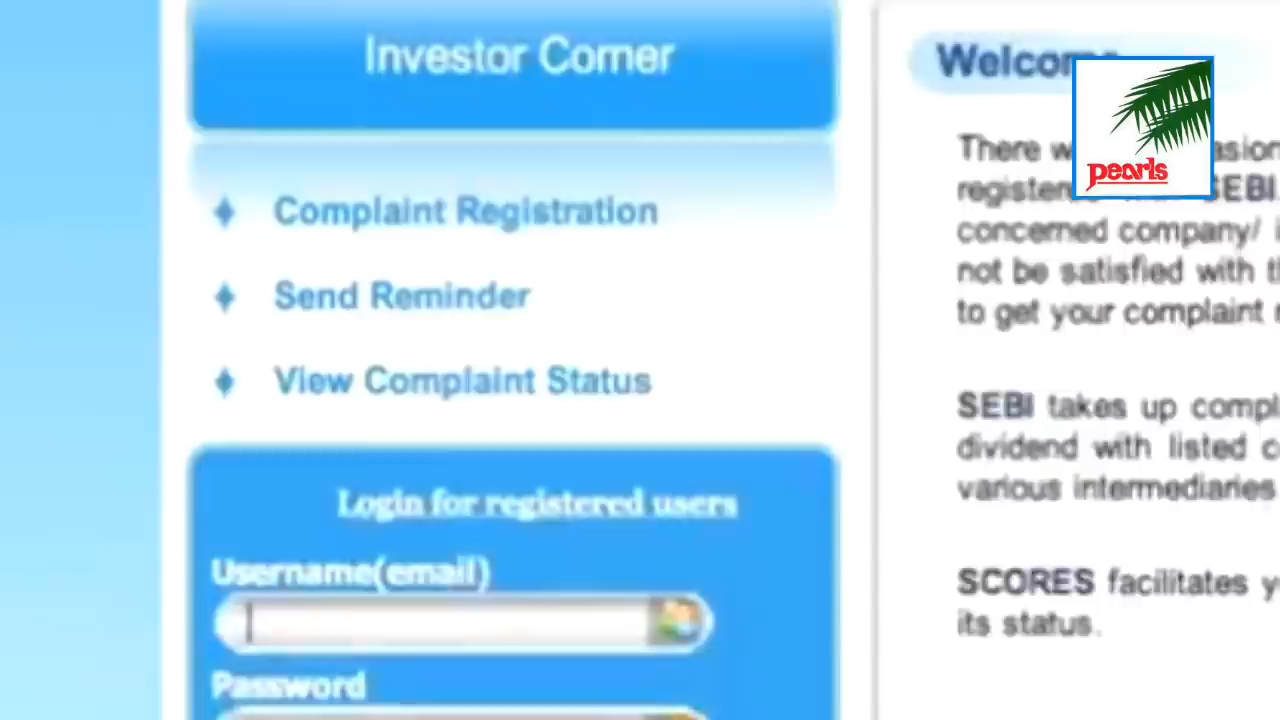 Investor Corner
Complaint Registration
Send Reminder
View Complaint Status
Login for registered users
Username(email)
Password
pearls
There
SEBI
concerned company/
not be satisfied with
to get your complaint
SEBI takes up
dividend with listed
various intermediaries
SCORES facilitates
its status.